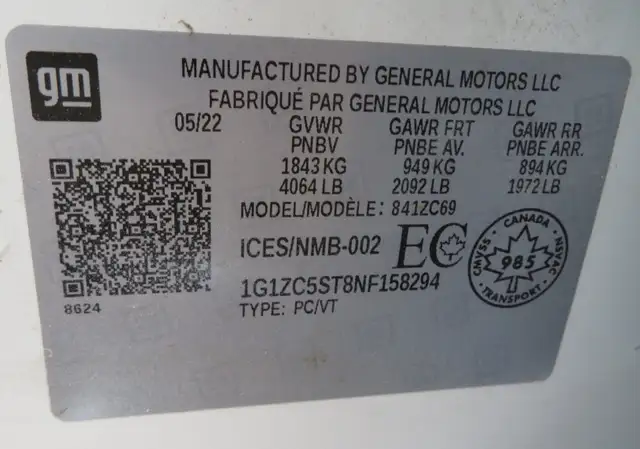 gm
MANUFACTURED BY GENERAL MOTORS LLC
FABRIQUÉ PAR GENERAL MOTORS LLC
05/22 GVWR GAWR FRT GAWR RR
PNBV PNBE AV. PNBE ARR.
1843 KG 949 KG 894 KG
4064 LB 2092 LB 1972 LB
MODEL/MODÈLE: 841ZC69
ICES/NMB-002 EC
CANADA
CMVSS 985 NSVAC
TRANSPORT
1G1ZC5ST8NF158294
8624 TYPE: PC/VT